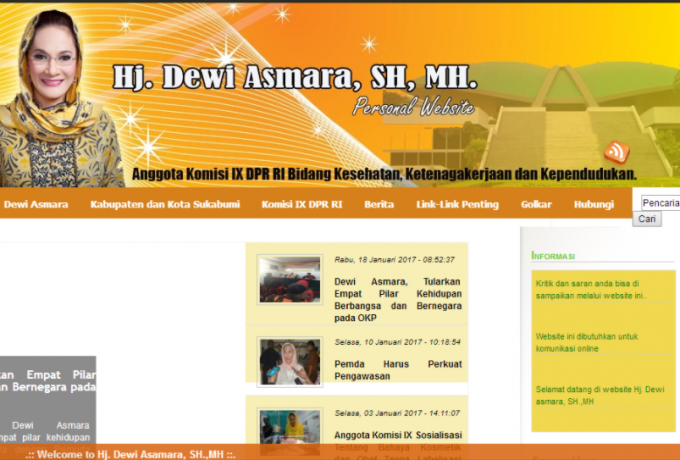 Hj. Dewi Asmara, SH, MH.
Personal Website
Anggota Komisi IX DPR RI Bidang Kesehatan, Ketenagakerjaan dan Kependudukan.
Dewi Asmara Kabupaten dan Kota Sukabumi Komisi IX DPR RI Berita Link-Link Penting Golkar Hubungi
Pencaria
Cari
kan Empat Pilar
an Bernegara pada
Dewi Asmara
mpat pilar kehidupan
Rabu, 18 Januari 2017 - 08:52:37
Dewi Asmara, Tularkan
Empat Pilar Kehidupan
Berbangsa dan Bernegara
pada OKP
Selasa, 10 Januari 2017 - 10:18:54
Pemda Harus Perkuat
Pengawasan
Selasa, 03 Januari 2017 - 14:11:07
Anggota Komisi IX Sosialisasi
Tentang Bahaya Kosmetik
Informasi
Kritik dan saran anda bisa di
sampaikan melalui website ini..
Website ini dibutuhkan untuk
komunikasi online
Selamat datang di website Hj. Dewi
asmara, SH.,MH
.:: Welcome to Hj. Dewi Asamara, SH.,MH ::.